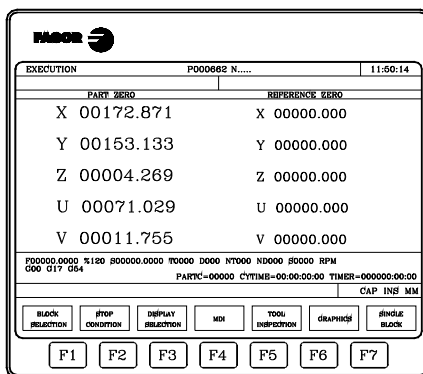 FAGOR
EXECUTION P000662 N..... 11:50:14
PART ZERO REFERENCE ZERO
X 00172.871 X 00000.000
Y 00153.133 Y 00000.000
Z 00004.269 Z 00000.000
U 00071.029 U 00000.000
V 00011.755 V 00000.000
F00000.0000 %120 S00000.0000 T0000 D000 NT000 ND000 S0000 RPM
G00 G17 G54
PARTC=00000 CYTIME=00:00:00:00 TIMER=000000:00:00
CAP INS MM
BLOCK SELECTION STOP CONDITION DISPLAY SELECTION MDI TOOL INSPECTION GRAPHICS SINGLE BLOCK
F1 F2 F3 F4 F5 F6 F7